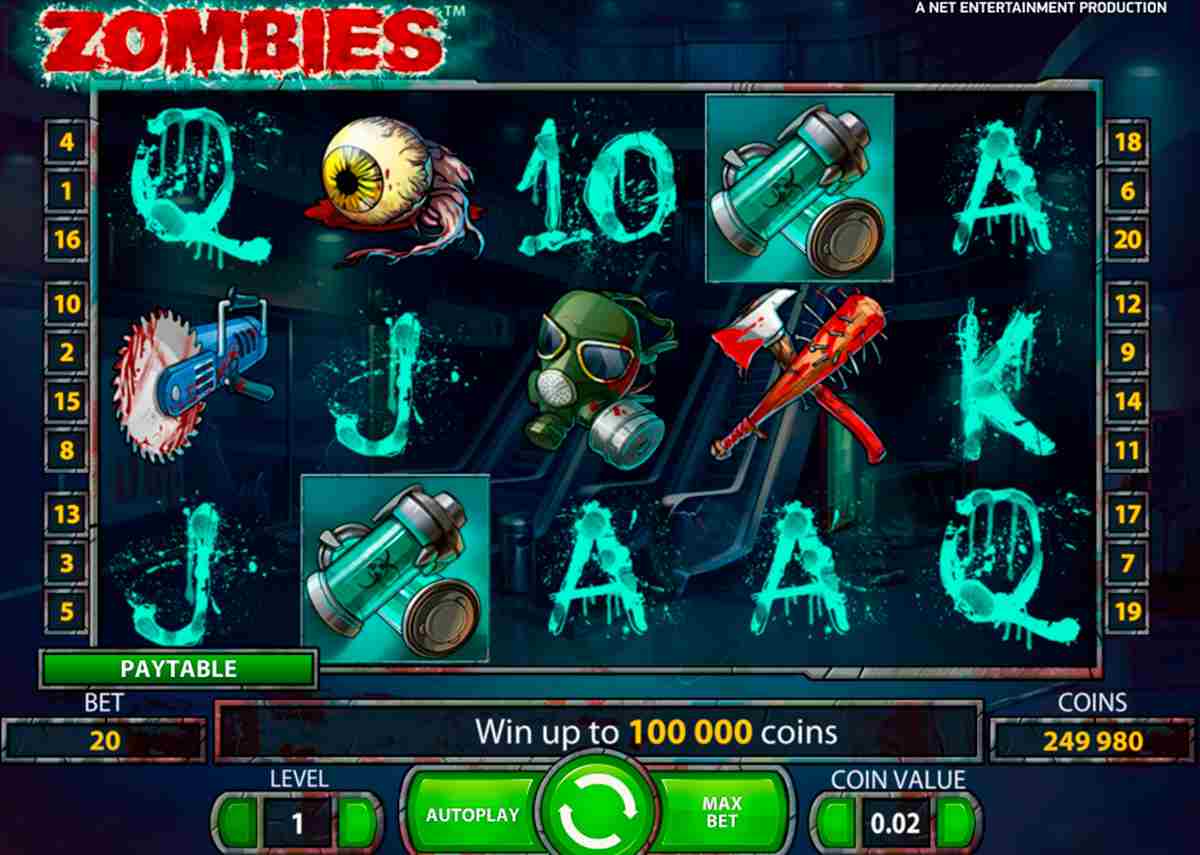 ZOMBIES™
A NET ENTERTAINMENT PRODUCTION
4
1
16
10
2
15
8
13
3
5
Q 10 A
J K
J A A Q
18
6
20
12
9
14
11
17
7
19
PAYTABLE
BET
20
Win up to 100 000 coins
COINS
249 980
LEVEL
1
AUTOPLAY
MAX
BET
COIN VALUE
0.02